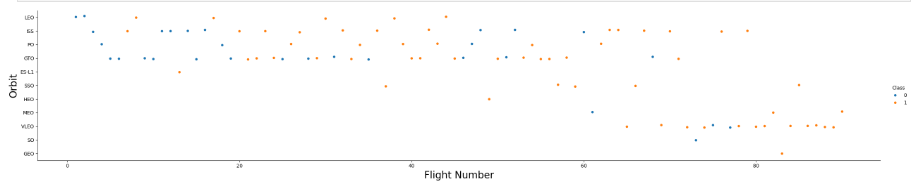 LEO
ISS
PO
GTO
ES-L1
SSO
HEO
MEO
VLEO
SO
GEO
Orbit
0
20
40
60
80
Flight Number
Class
0
1